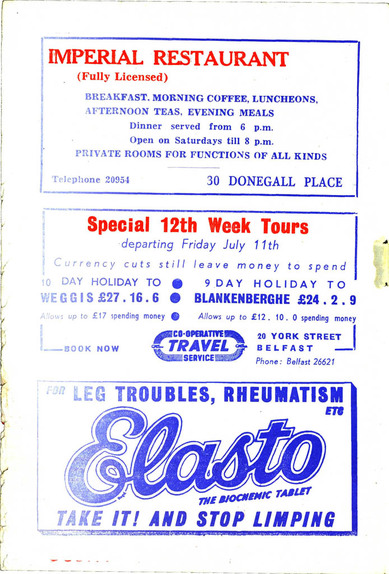 IMPERIAL RESTAURANT
(Fully Licensed)
BREAKFAST, MORNING COFFEE, LUNCHEONS,
AFTERNOON TEAS, EVENING MEALS
Dinner served from 6 p.m.
Open on Saturdays till 8 p.m.
PRIVATE ROOMS FOR FUNCTIONS OF ALL KINDS
Telephone 20954 30 DONEGALL PLACE
Special 12th Week Tours
departing Friday July 11th
Currency cuts still leave money to spend
10 DAY HOLIDAY TO
WEGGIS £27.16.6
Allows up to £17 spending money
9 DAY HOLIDAY TO
BLANKENBERGHE £24.2.9
Allows up to £12.10.0 spending money
BOOK NOW
CO-OPERATIVE
TRAVEL
SERVICE
20 YORK STREET
BELFAST
Phone: Belfast 26621
FOR LEG TROUBLES, RHEUMATISM
ETC
Elasto
THE BIOCHEMIC TABLET
TAKE IT! AND STOP LIMPING